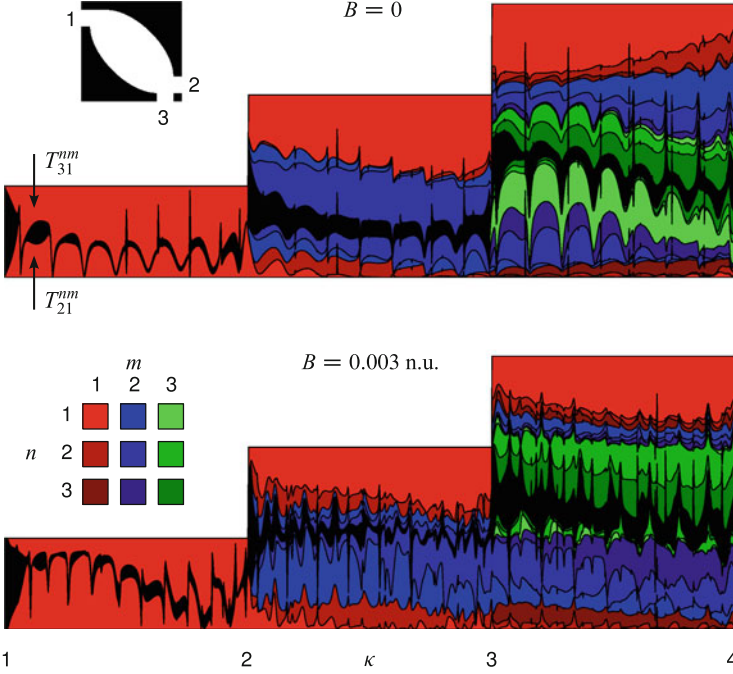 B = 0
1
2
3
T_{31}^{nm}
T_{21}^{nm}
B = 0.003 n.u.
m
1 2 3
1
n 2
3
1 2 κ 3 4